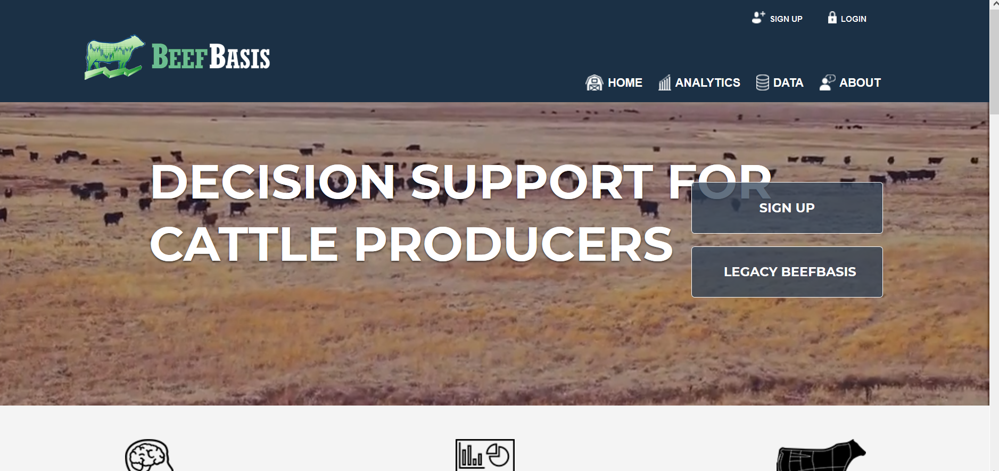 SIGN UP
LOGIN
BEEFBASIS
HOME
ANALYTICS
DATA
ABOUT
DECISION SUPPORT FOR
CATTLE PRODUCERS
SIGN UP
LEGACY BEEFBASIS